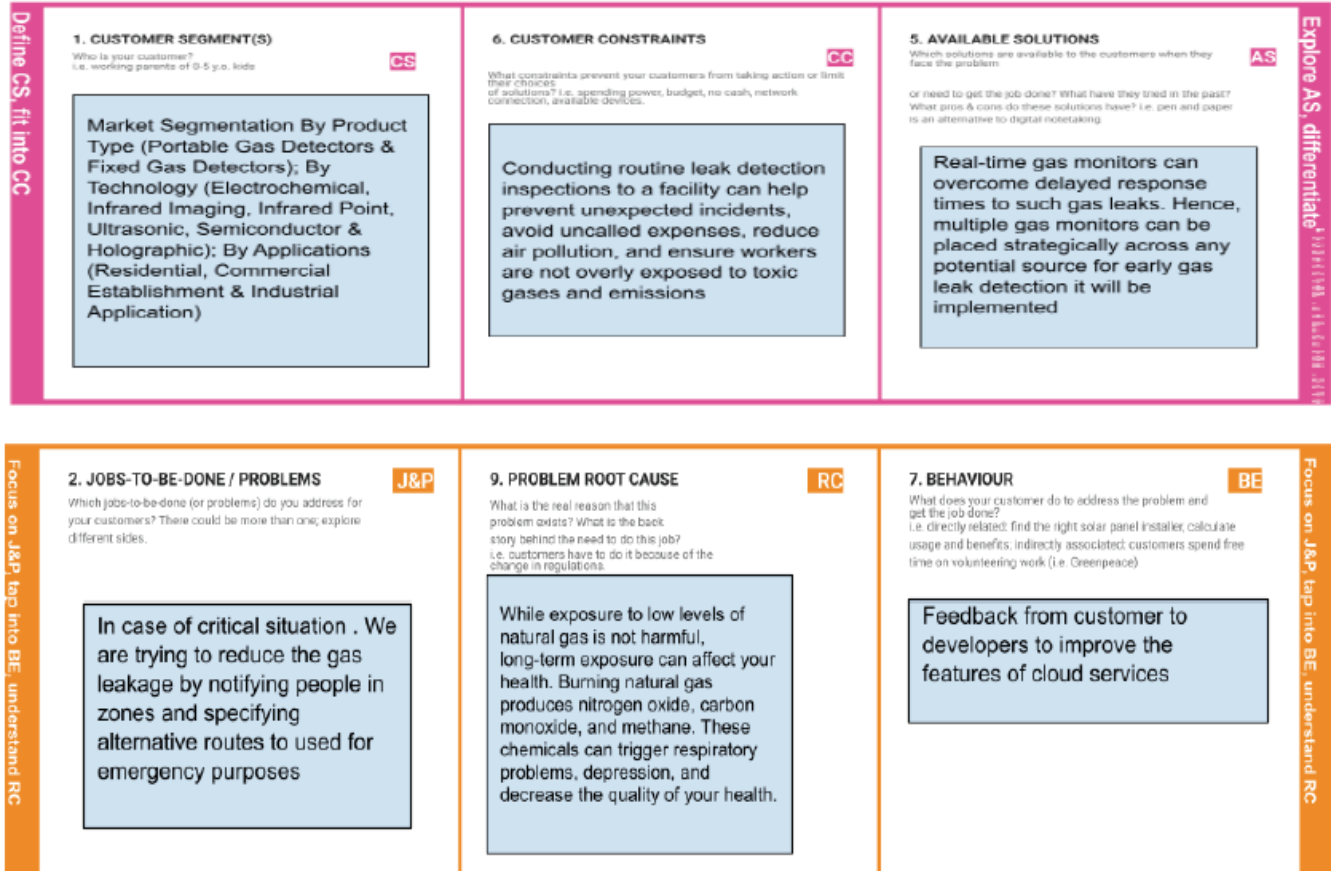 Define CS, fit into CC
1. CUSTOMER SEGMENT(S)
Who is your customer?
i.e. working parents of 0-5 y.o. kids
CS
Market Segmentation By Product
Type (Portable Gas Detectors &
Fixed Gas Detectors); By
Technology (Electrochemical,
Infrared Imaging, Infrared Point,
Ultrasonic, Semiconductor &
Holographic); By Applications
(Residential, Commercial
Establishment & Industrial
Application)
6. CUSTOMER CONSTRAINTS
CC
What constraints prevent your customers from taking action or limit
their choices
of solutions? i.e. spending power, budget, no cash, network
connection, available devices.
Conducting routine leak detection
inspections to a facility can help
prevent unexpected incidents,
avoid uncalled expenses, reduce
air pollution, and ensure workers
are not overly exposed to toxic
gases and emissions
5. AVAILABLE SOLUTIONS
Which solutions are available to the customers when they
face the problem
AS
or need to get the job done? What have they tried in the past?
What pros & cons do these solutions have? i.e. pen and paper
is an alternative to digital notetaking
Real-time gas monitors can
overcome delayed response
times to such gas leaks. Hence,
multiple gas monitors can be
placed strategically across any
potential source for early gas
leak detection it will be
implemented
Explore AS, differentiate
Focus on J&P, tap into BE, understand RC
2. JOBS-TO-BE-DONE / PROBLEMS
J&P
Which jobs-to-be-done (or problems) do you address for
your customers? There could be more than one; explore
different sides.
In case of critical situation . We
are trying to reduce the gas
leakage by notifying people in
zones and specifying
alternative routes to used for
emergency purposes
9. PROBLEM ROOT CAUSE
RC
What is the real reason that this
problem exists? What is the back
story behind the need to do this job?
i.e. customers have to do it because of the
change in regulations.
While exposure to low levels of
natural gas is not harmful,
long-term exposure can affect your
health. Burning natural gas
produces nitrogen oxide, carbon
monoxide, and methane. These
chemicals can trigger respiratory
problems, depression, and
decrease the quality of your health.
7. BEHAVIOUR
BE
What does your customer do to address the problem and
get the job done?
i.e. directly related: find the right solar panel installer, calculate
usage and benefits; indirectly associated: customers spend free
time on volunteering work (i.e. Greenpeace)
Feedback from customer to
developers to improve the
features of cloud services
Focus on J&P, tap into BE, understand RC